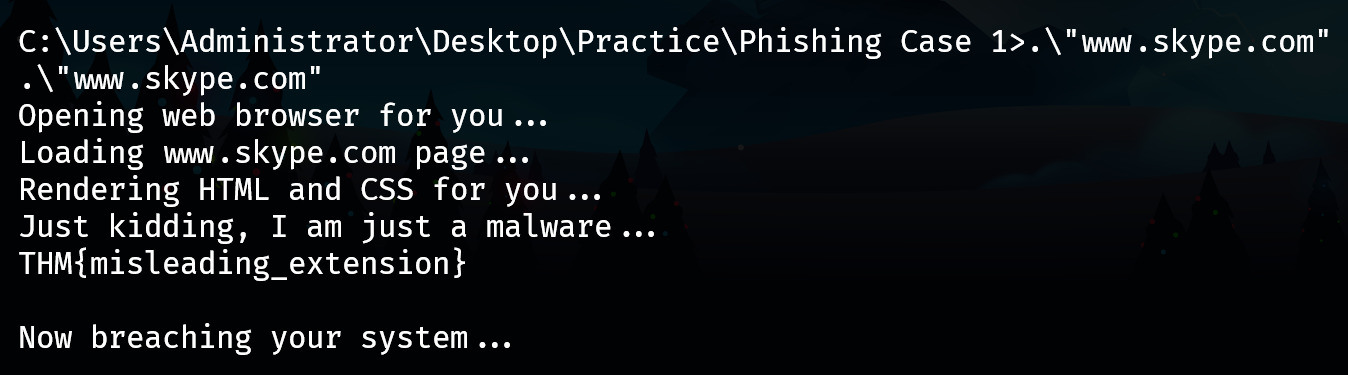 C:\Users\Administrator\Desktop\Practice\Phishing Case 1>.\"www.skype.com"
.\"www.skype.com"
Opening web browser for you...
Loading www.skype.com page...
Rendering HTML and CSS for you...
Just kidding, I am just a malware...
THM{misleading_extension}
Now breaching your system...